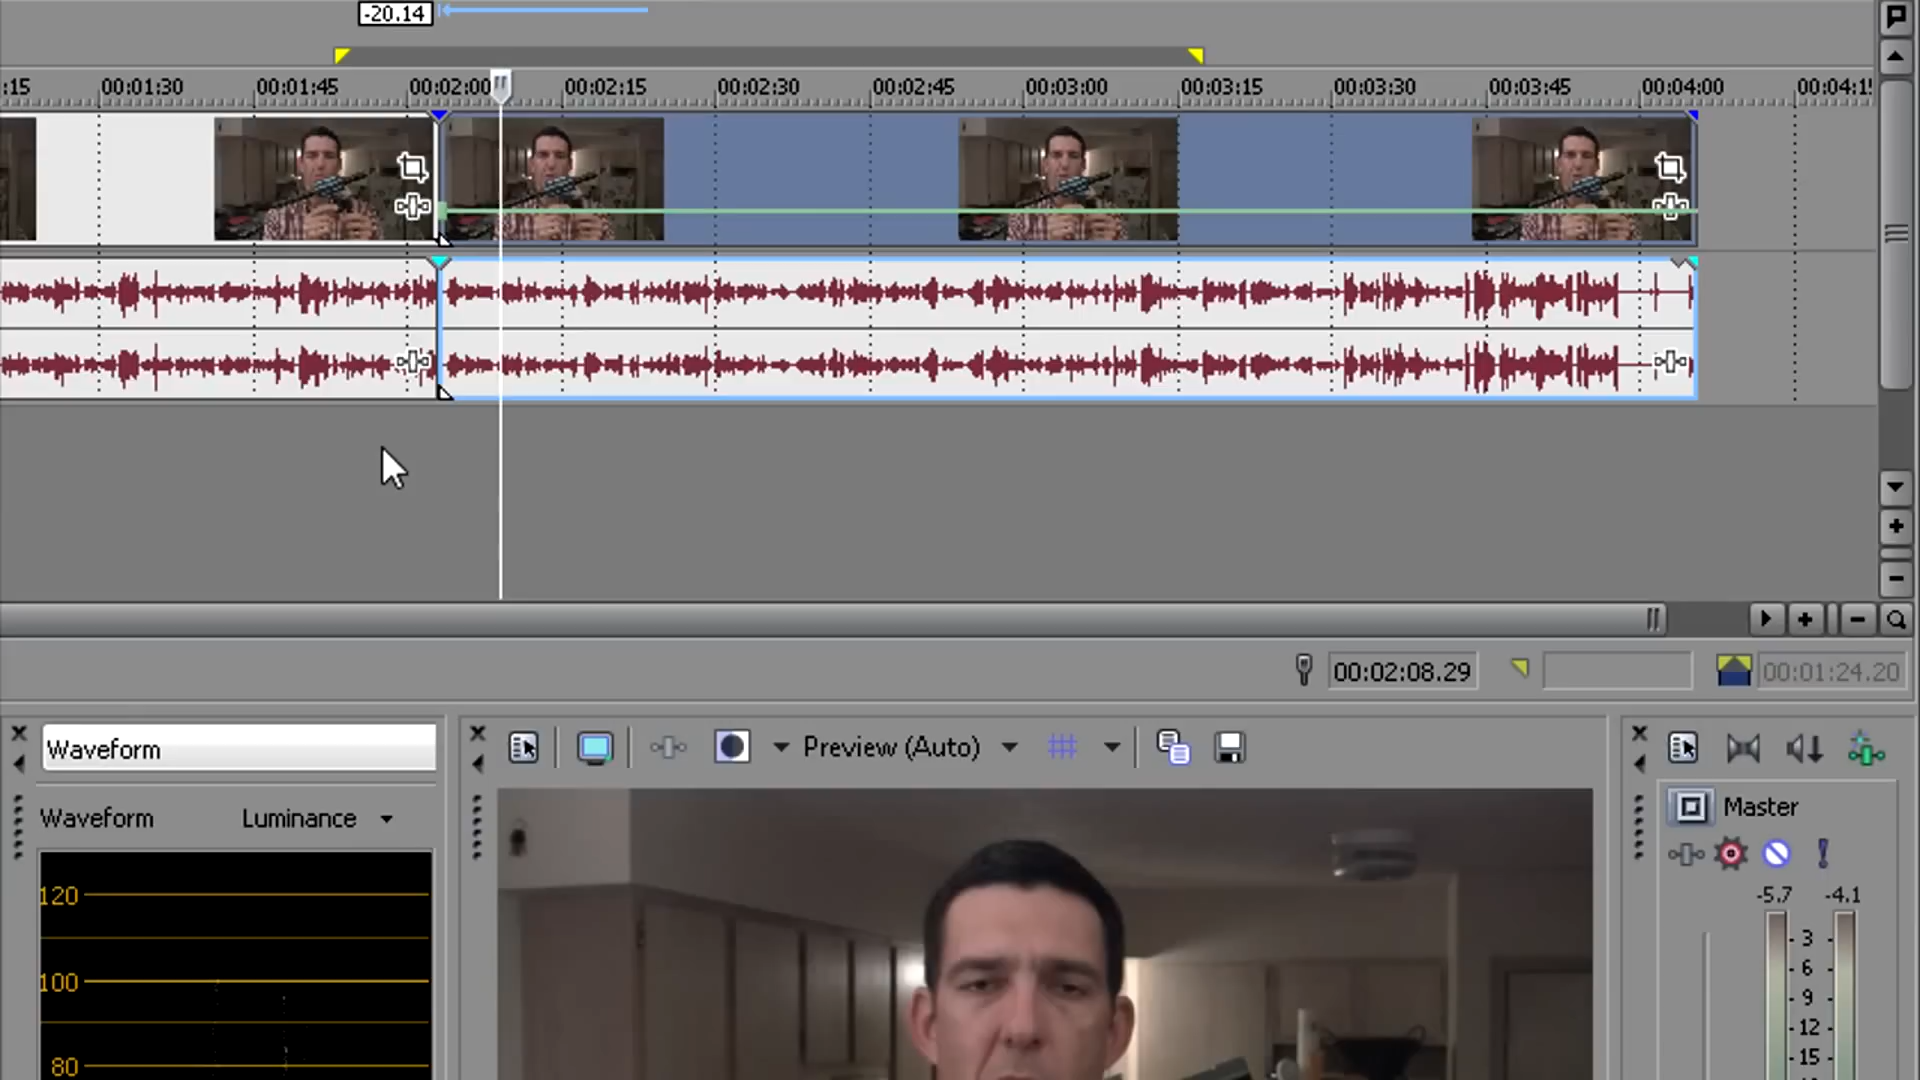 -20.14
:15 00:01:30 00:01:45 00:02:00 00:02:15 00:02:30 00:02:45 00:03:00 00:03:15 00:03:30 00:03:45 00:04:00 00:04:1
00:02:08.29 00:01:24.20
Waveform
Preview (Auto)
Waveform Luminance
Master
120
100
80
-5.7 -4.1
- 3 -
- 6 -
- 9 -
- 12 -
- 15 -